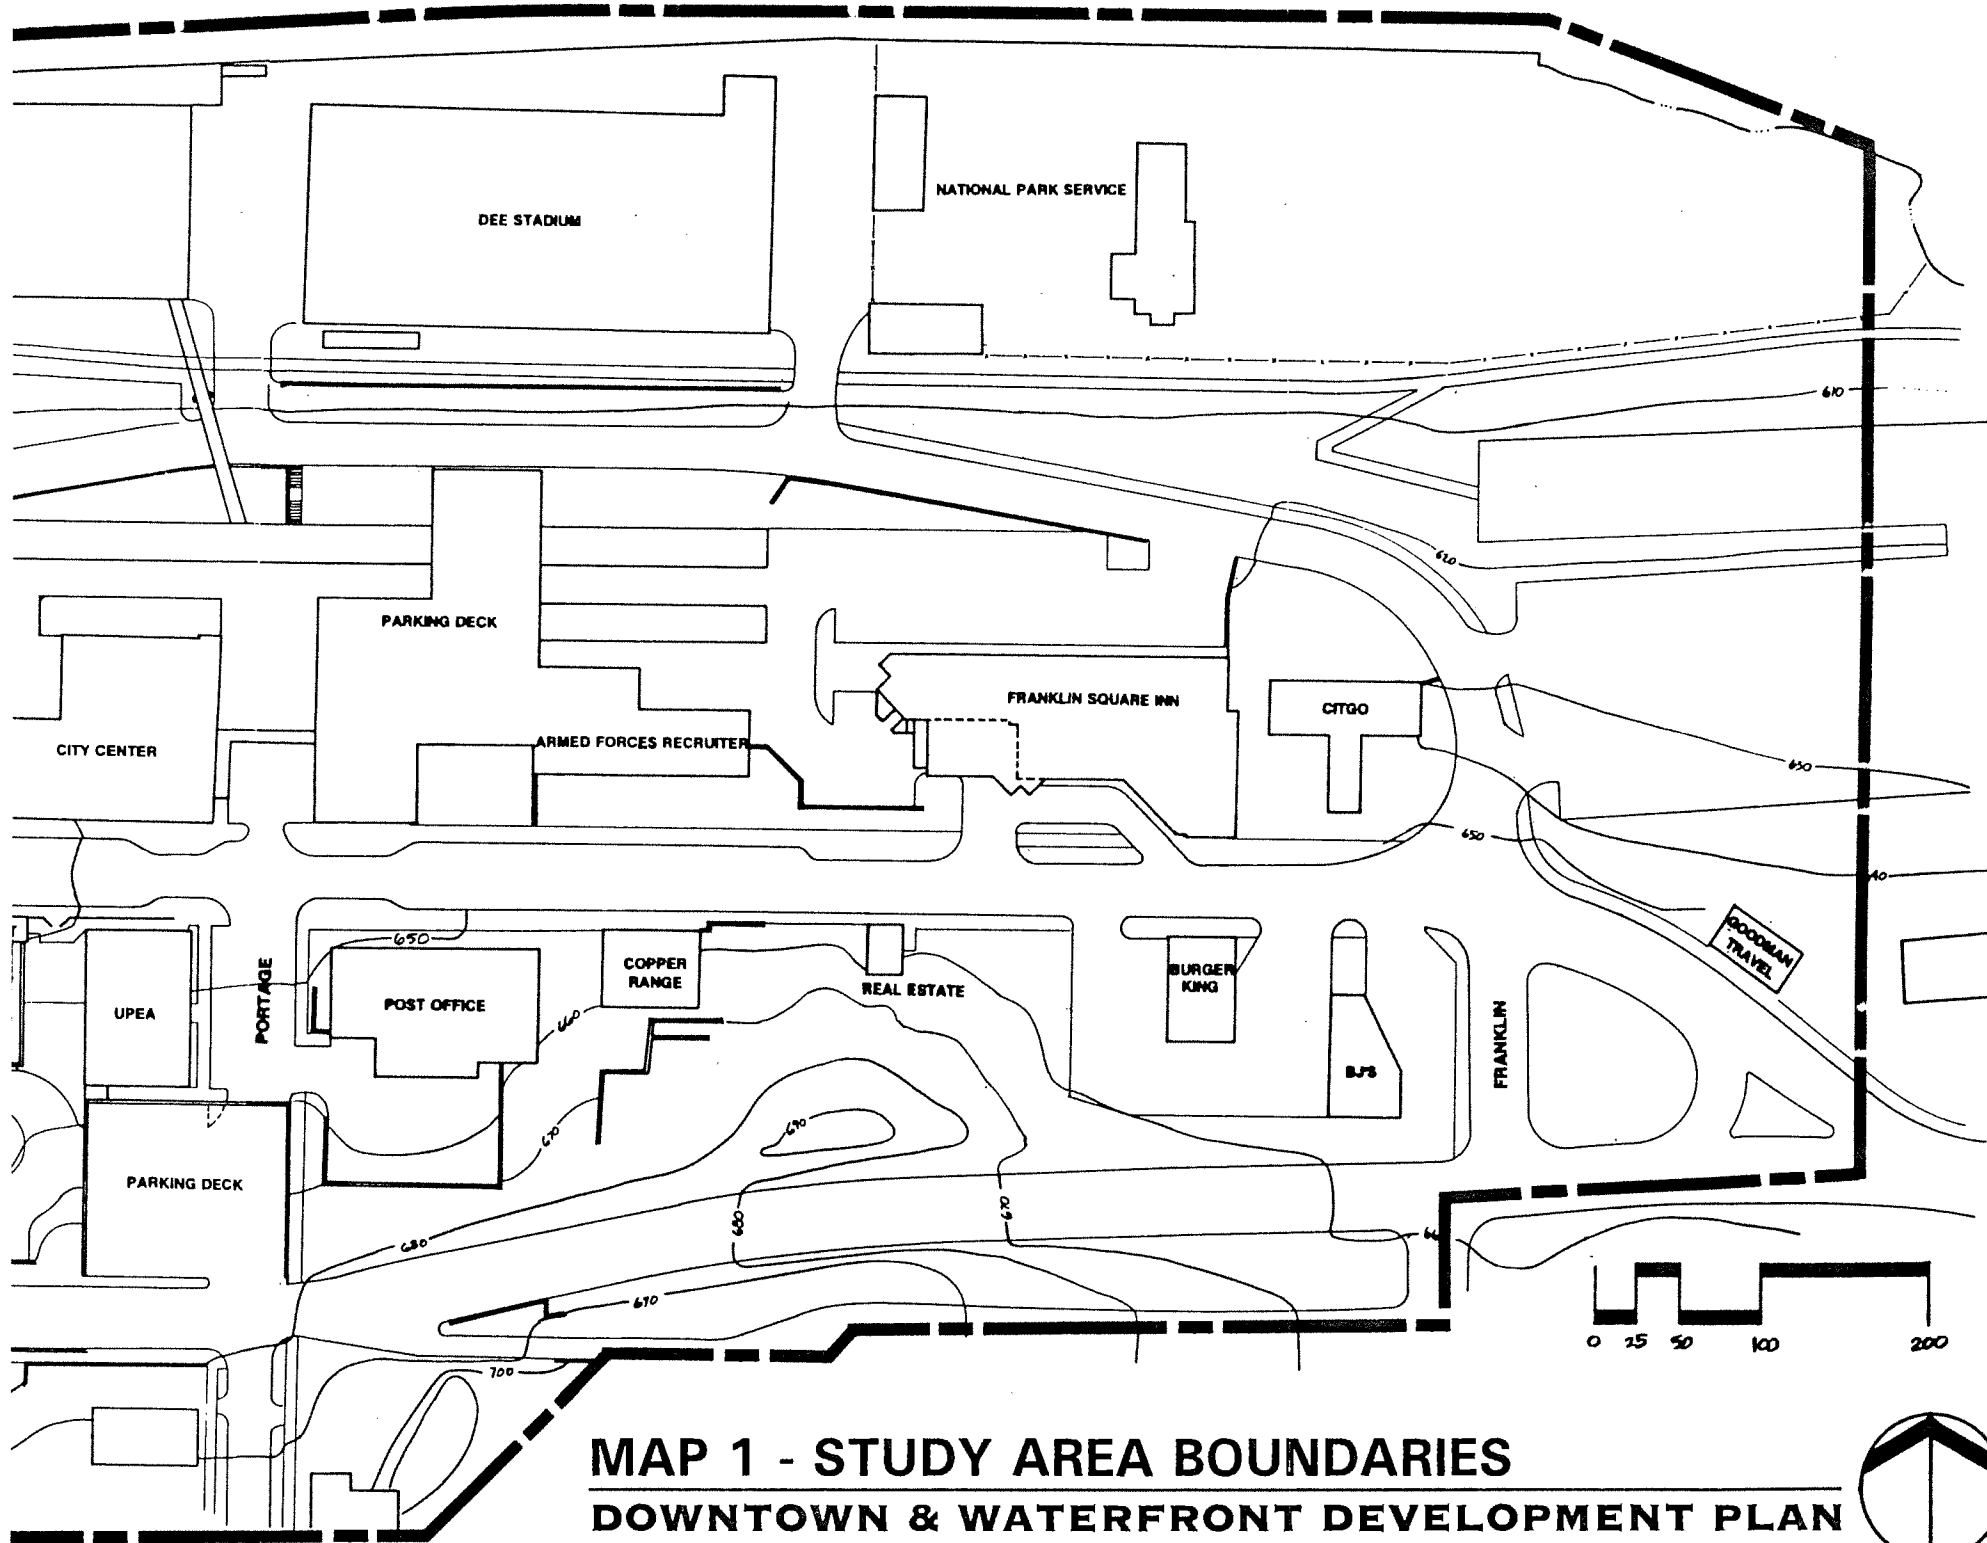 NATIONAL PARK SERVICE
DEE STADIUM
610
620
PARKING DECK
FRANKLIN SQUARE INN
CITGO
ARMED FORCES RECRUITER
CITY CENTER
630
650
GOODMAN
TRAVEL
650
COPPER
RANGE
REAL ESTATE
BURGER
KING
POST OFFICE
UPEA
PORTAGE
660
FRANKLIN
BJ'S
690
670
PARKING DECK
680
670
680
690
0 25 50 100 200
700
MAP 1 - STUDY AREA BOUNDARIES
DOWNTOWN & WATERFRONT DEVELOPMENT PLAN